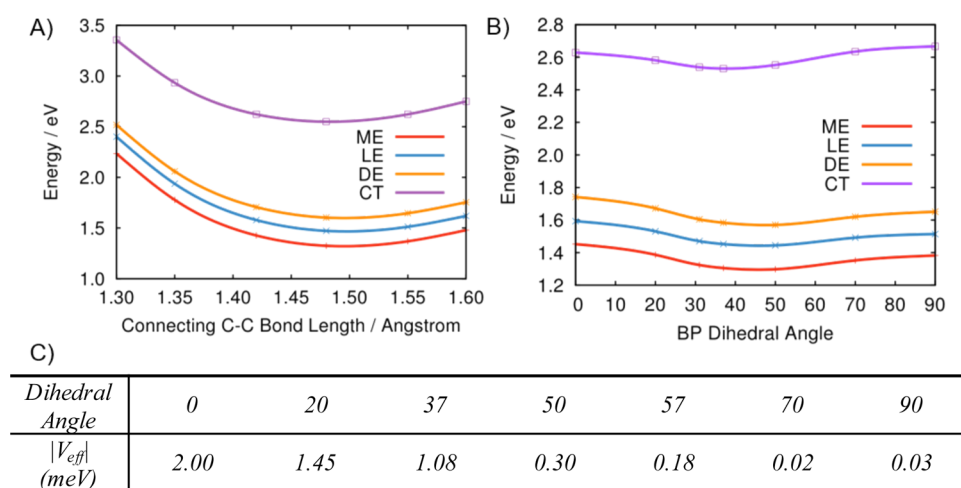 A)
3.5
3.0
2.5
2.0
1.5
1.0
Energy / eV
ME
LE
DE
CT
1.30 1.35 1.40 1.45 1.50 1.55 1.60
Connecting C-C Bond Length / Angstrom
B)
2.8
2.6
2.4
2.2
2.0
1.8
1.6
1.4
1.2
Energy / eV
ME
LE
DE
CT
0 10 20 30 40 50 60 70 80 90
BP Dihedral Angle
C)
Dihedral
Angle
0 20 37 50 57 70 90
|Veff|
(meV)
2.00 1.45 1.08 0.30 0.18 0.02 0.03